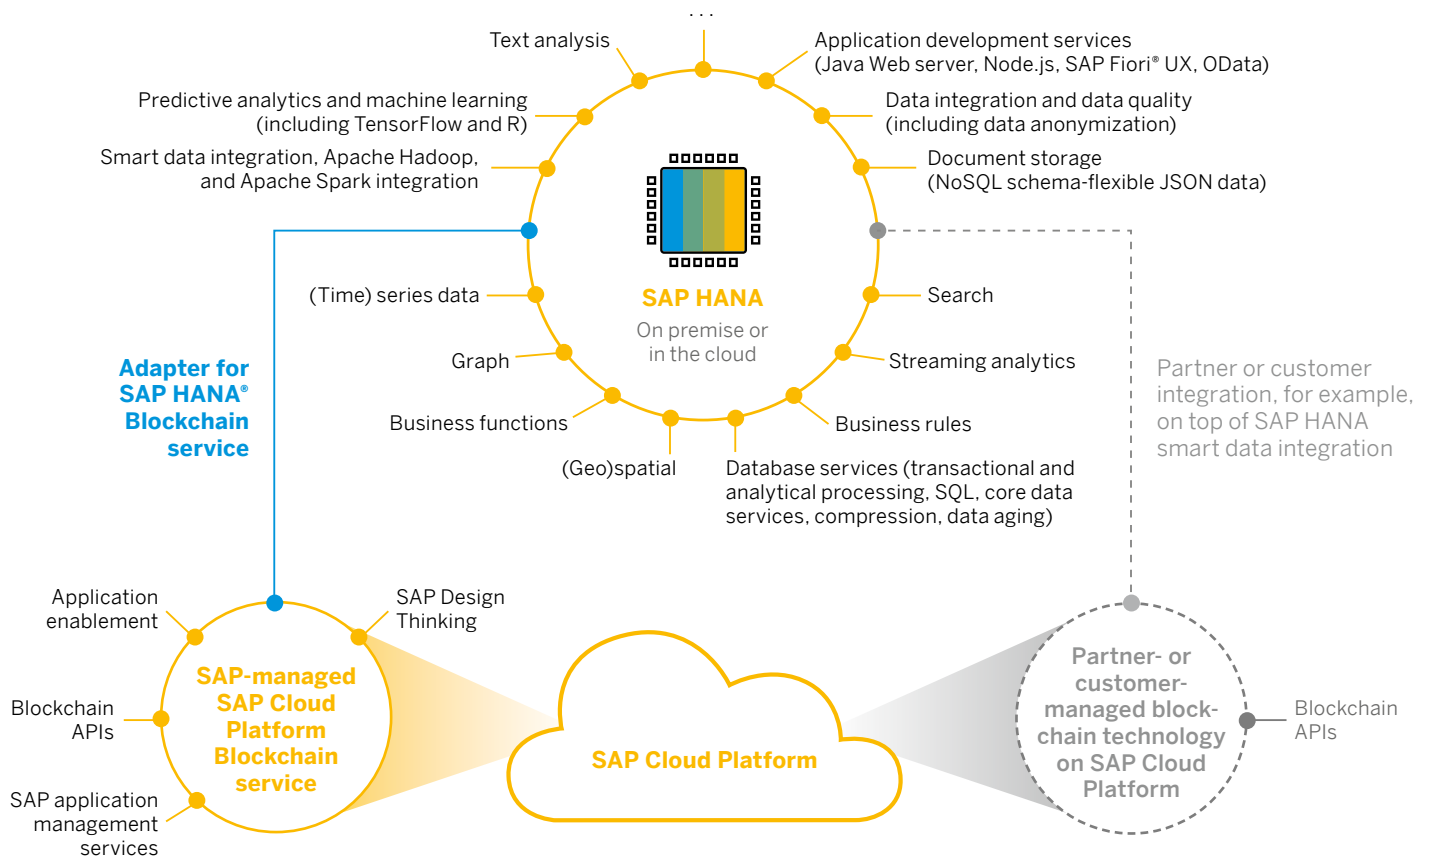 ...
Text analysis
Application development services
(Java Web server, Node.js, SAP Fiori® UX, OData)
Predictive analytics and machine learning
(including TensorFlow and R)
Data integration and data quality
(including data anonymization)
Smart data integration, Apache Hadoop,
and Apache Spark integration
Document storage
(NoSQL schema-flexible JSON data)
SAP HANA
On premise or
in the cloud
(Time) series data
Search
Graph
Streaming analytics
Business functions
Business rules
(Geo)spatial
Database services (transactional and
analytical processing, SQL, core data
services, compression, data aging)
Adapter for
SAP HANA®
Blockchain
service
Partner or customer
integration, for example,
on top of SAP HANA
smart data integration
Application
enablement
SAP Design
Thinking
Blockchain
APIs
SAP application
management
services
SAP-managed
SAP Cloud
Platform
Blockchain
service
SAP Cloud Platform
Partner- or
customer-
managed block-
chain technology
on SAP Cloud
Platform
Blockchain
APIs